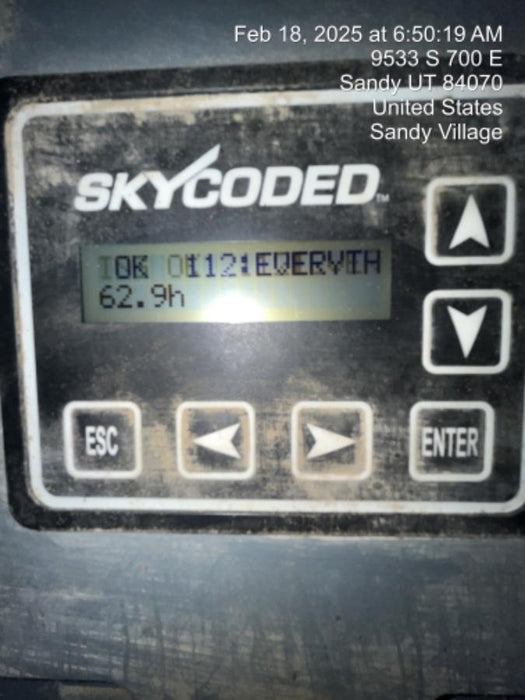 Feb 18, 2025 at 6:50:19 AM
9533 S 700 E
Sandy UT 84070
United States
Sandy Village
SKYCODED™
62.9h
ESC
ENTER